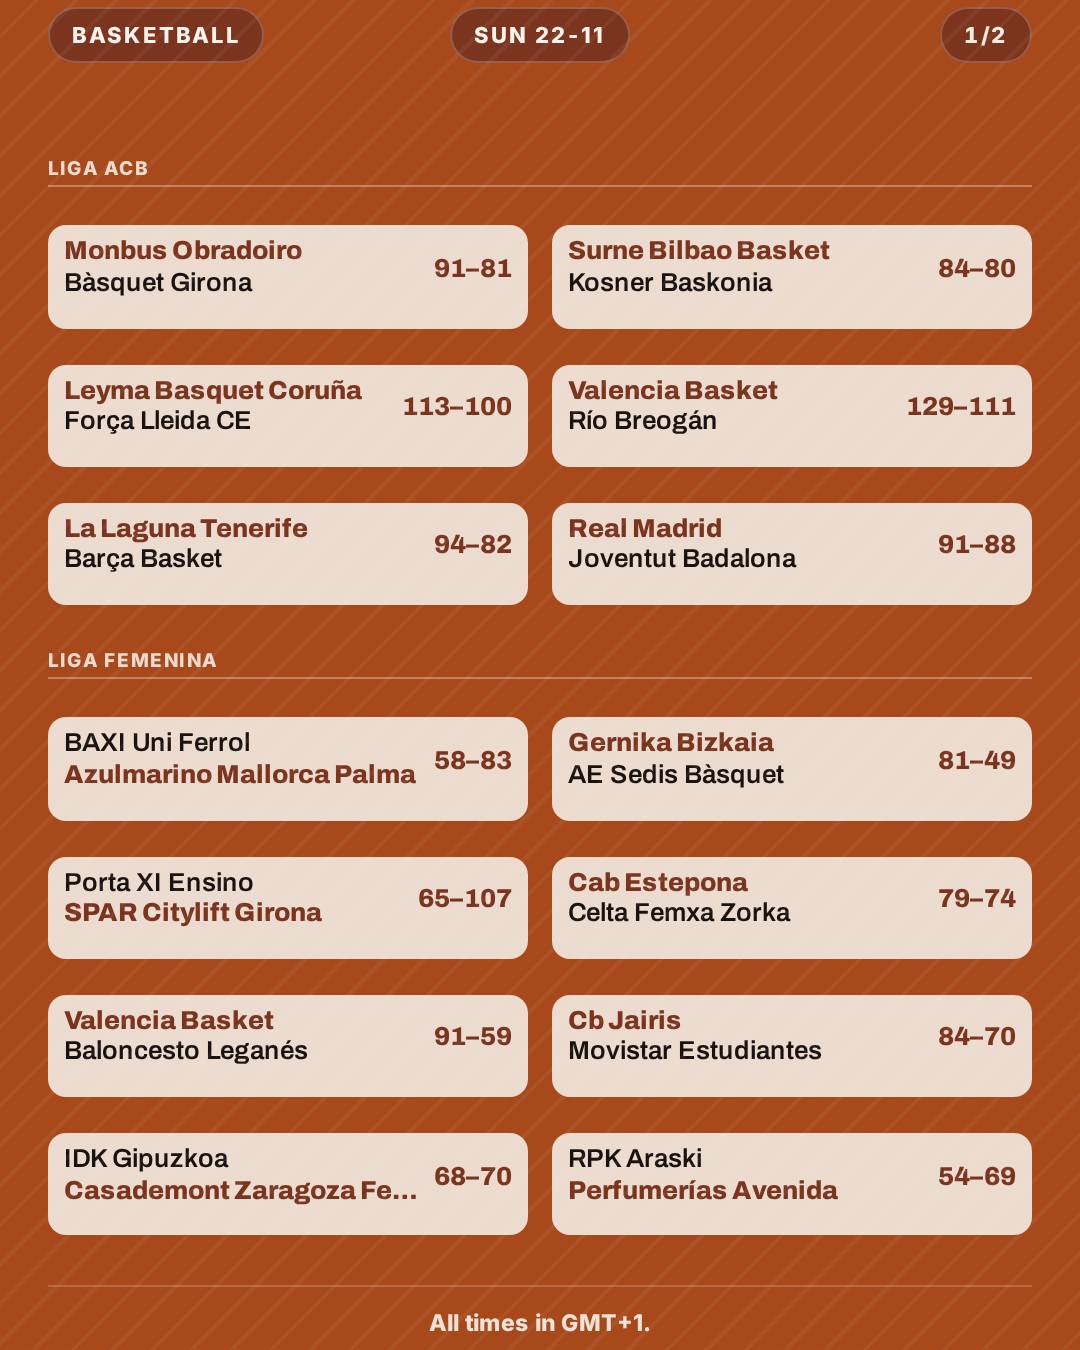 BASKETBALL
SUN 22-11
1/2
LIGA ACB
Monbus Obradoiro
Bàsquet Girona
91–81
Surne Bilbao Basket
Kosner Baskonia
84–80
Leyma Basquet Coruña
Força Lleida CE
113–100
Valencia Basket
Río Breogán
129–111
La Laguna Tenerife
Barça Basket
94–82
Real Madrid
Joventut Badalona
91–88
LIGA FEMENINA
BAXI Uni Ferrol
Azulmarino Mallorca Palma
58–83
Gernika Bizkaia
AE Sedis Bàsquet
81–49
Porta XI Ensino
SPAR Citylift Girona
65–107
Cab Estepona
Celta Femxa Zorka
79–74
Valencia Basket
Baloncesto Leganés
91–59
Cb Jairis
Movistar Estudiantes
84–70
IDK Gipuzkoa
Casademont Zaragoza Fe...
68–70
RPK Araski
Perfumerías Avenida
54–69
All times in GMT+1.